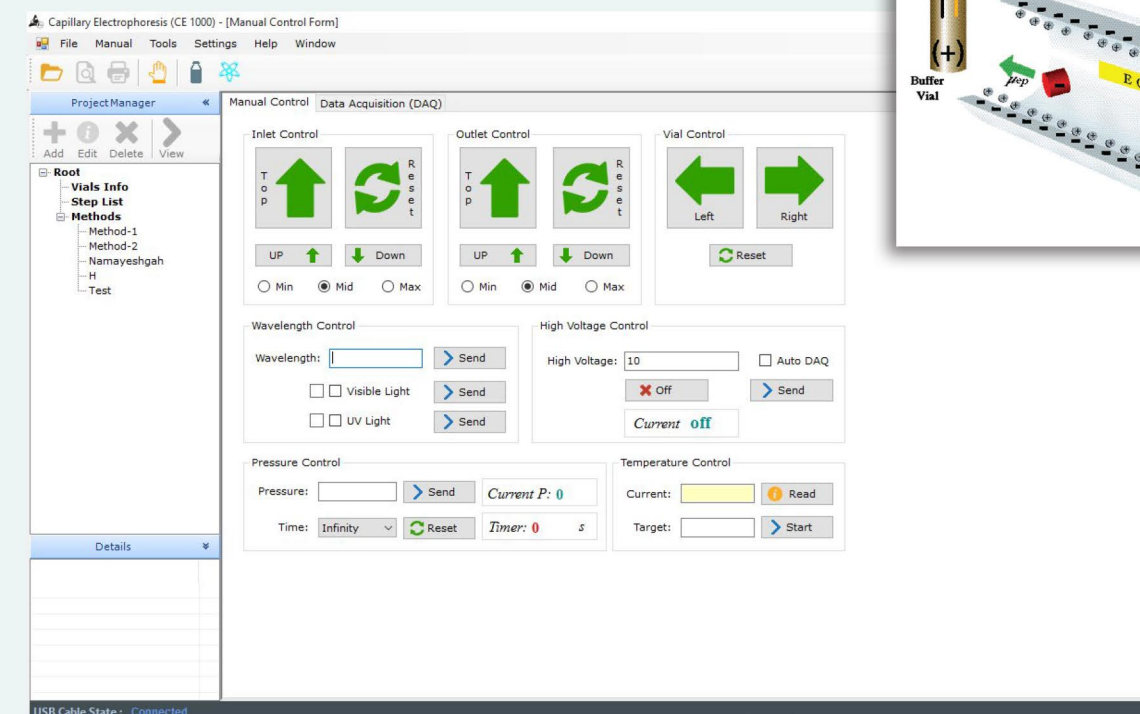 Capillary Electrophoresis (CE 1000) - [Manual Control Form]
File Manual Tools Settings Help Window
Project Manager «
Add Edit Delete View
Root
Vials Info
Step List
Methods
Method-1
Method-2
Namayeshgah
H
Test
Details
Manual Control Data Acquisition (DAQ)
Inlet Control
Top
Reset
UP Down
Min Mid Max
Outlet Control
Top
Reset
UP Down
Min Mid Max
Vial Control
Left Right
Reset
Wavelength Control
Wavelength: Send
Visible Light Send
UV Light Send
High Voltage Control
High Voltage: 10 Auto DAQ
Off Send
Current off
Pressure Control
Pressure: Send Current P: 0
Time: Infinity Reset Timer: 0 s
Temperature Control
Current: Read
Target: Start
USB Cable State : Connected
(+)
Buffer
Vial
μep
-